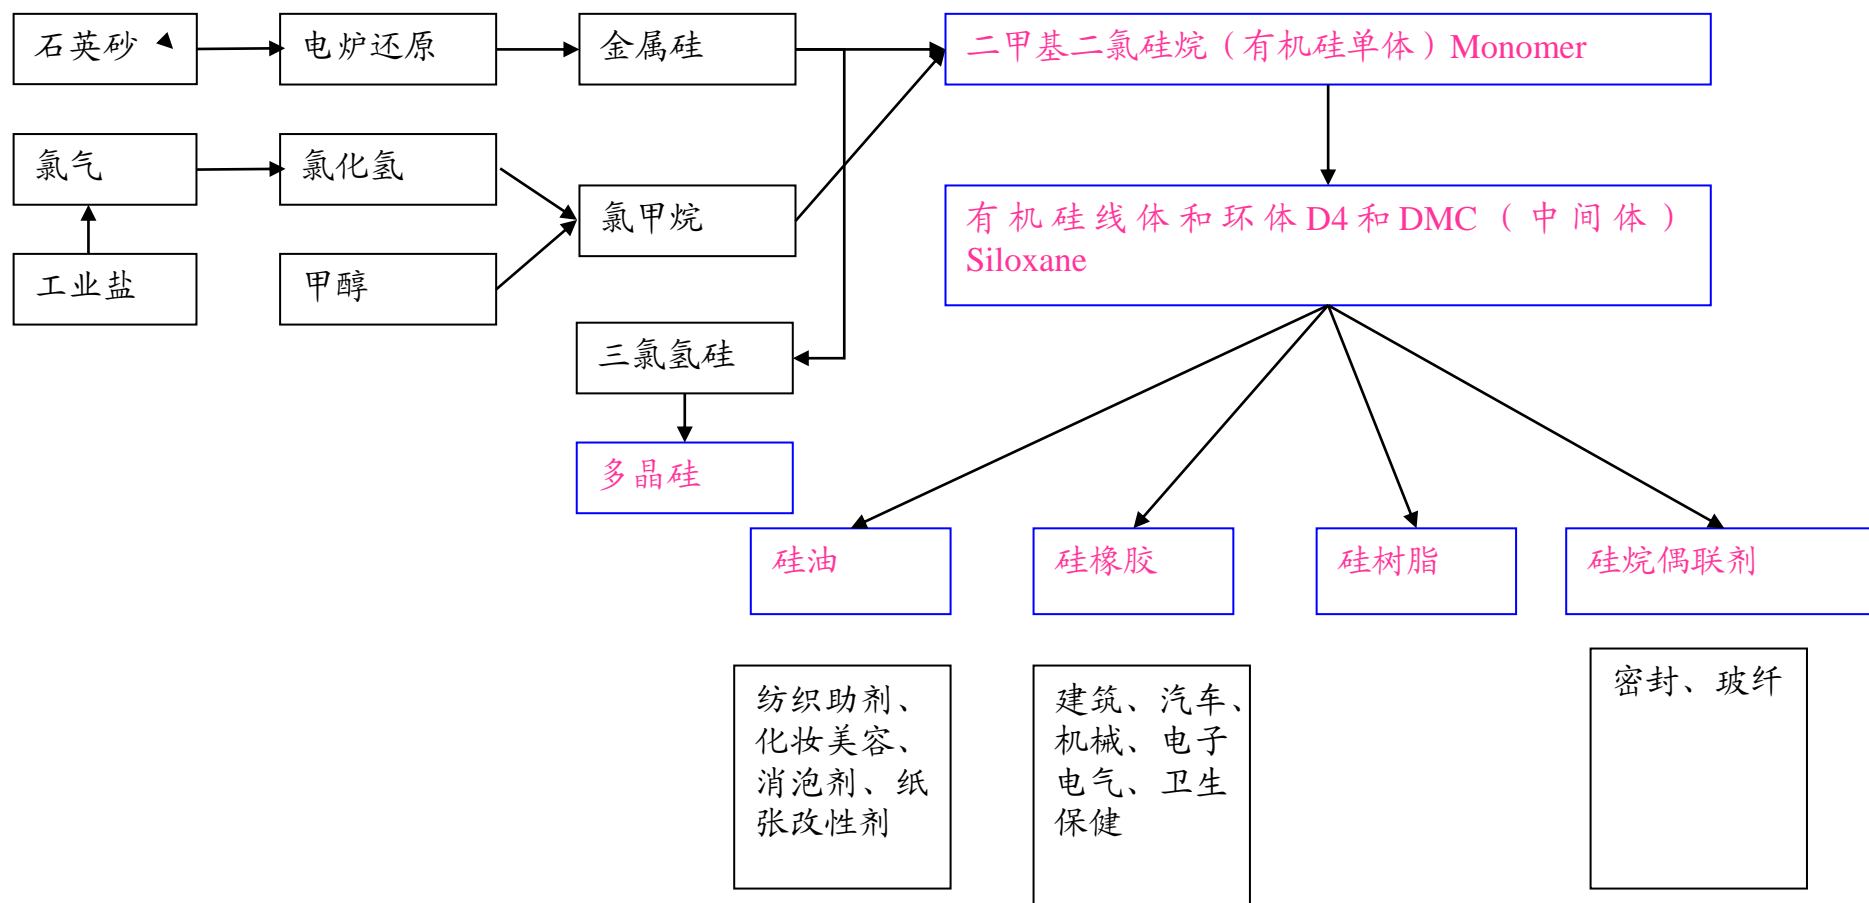 石英砂
电炉还原
金属硅
二甲基二氯硅烷（有机硅单体）Monomer
氯气
氯化氢
氯甲烷
有机硅线体和环体D4和DMC（中间体）
Siloxane
工业盐
甲醇
三氯氢硅
多晶硅
硅油
硅橡胶
硅树脂
硅烷偶联剂
纺织助剂、
化妆美容、
消泡剂、纸
张改性剂
建筑、汽车、
机械、电子
电气、卫生
保健
密封、玻纤